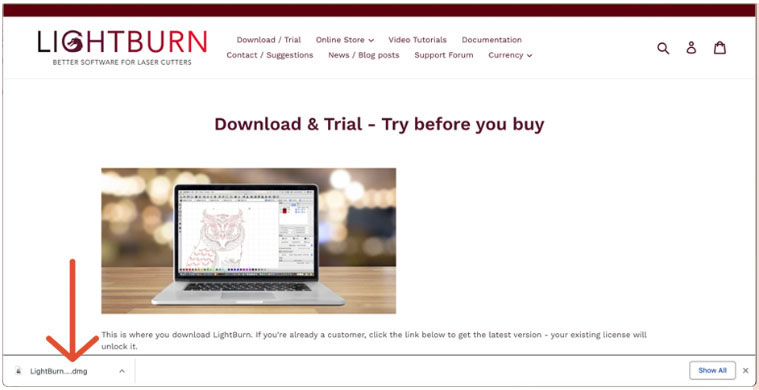 LIGHTBURN
BETTER SOFTWARE FOR LASER CUTTERS
Download / Trial Online Store Video Tutorials Documentation
Contact / Suggestions News / Blog posts Support Forum Currency
Download & Trial - Try before you buy
This is where you download LightBurn. If you're already a customer, click the link below to get the latest version - your existing license will
unlock it.
LightBurn....dmg
Show All